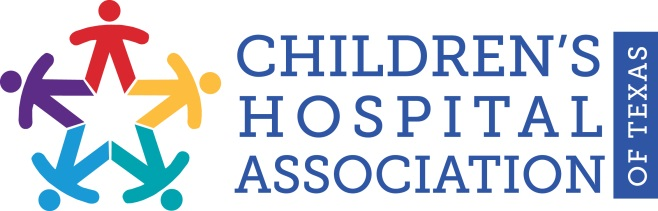 CHILDREN'S
HOSPITAL
ASSOCIATION
OF TEXAS